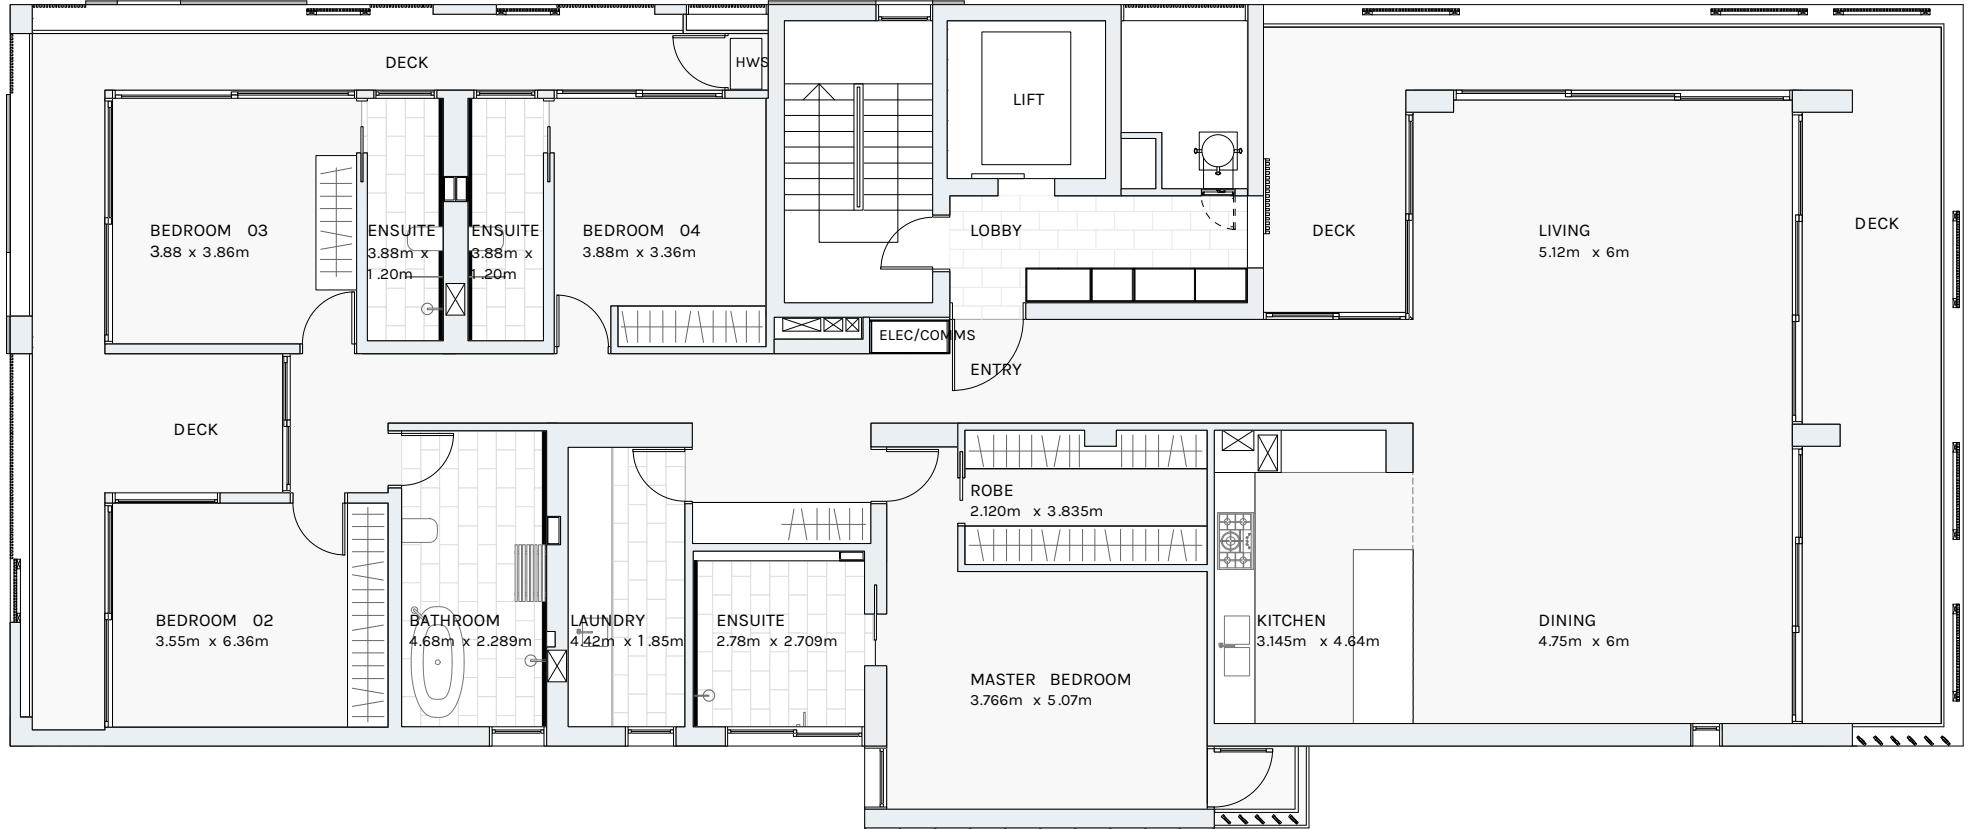 DECK
HWS
LIFT
BEDROOM 03
3.88 x 3.86m
ENSUITE
3.88m x
1.20m
ENSUITE
3.88m x
1.20m
BEDROOM 04
3.88m x 3.36m
LOBBY
DECK
LIVING
5.12m x 6m
DECK
ELEC/COMMS
ENTRY
DECK
ROBE
2.120m x 3.835m
BEDROOM 02
3.55m x 6.36m
BATHROOM
4.68m x 2.289m
LAUNDRY
4.42m x 1.85m
ENSUITE
2.78m x 2.709m
KITCHEN
3.145m x 4.64m
DINING
4.75m x 6m
MASTER BEDROOM
3.766m x 5.07m